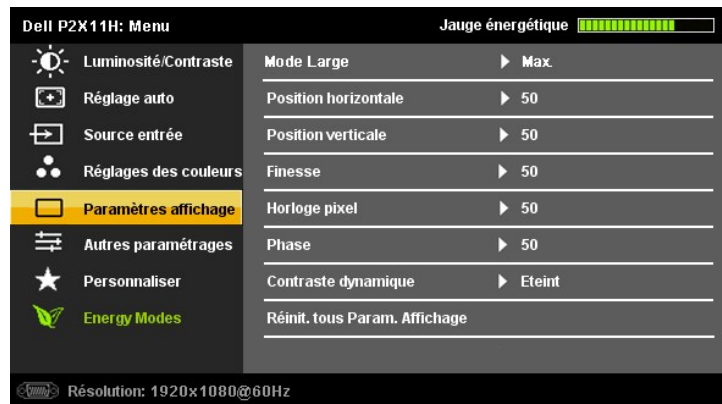 Dell P2X11H: Menu Jauge énergétique
Luminosité/Contraste Mode Large Max.
Réglage auto Position horizontale 50
Source entrée Position verticale 50
Réglages des couleurs Finesse 50
Paramètres affichage Horloge pixel 50
Autres paramétrages Phase 50
Personnaliser Contraste dynamique Eteint
Energy Modes Réinit. tous Param. Affichage
Résolution: 1920x1080@60Hz